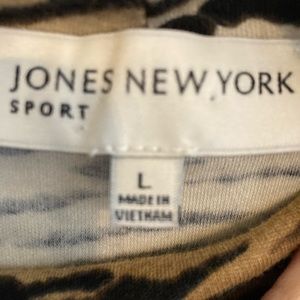 JONES NEW YORK
SPORT
L
MADE IN
VIETNAM